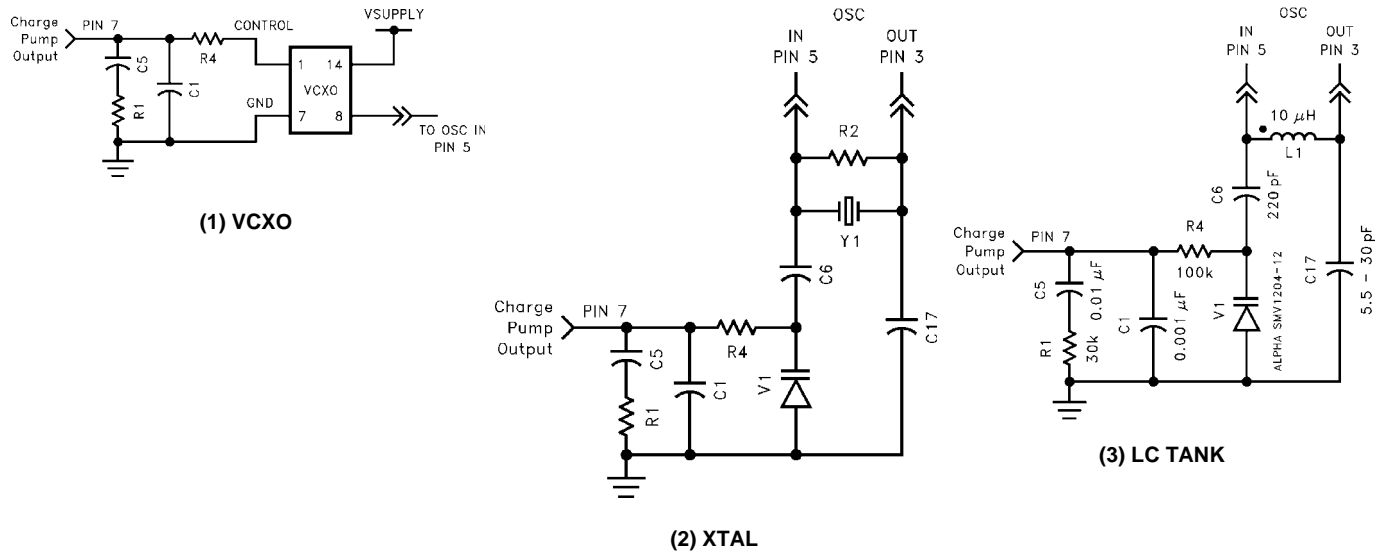 Charge
Pump
Output
PIN 7
CONTROL
VSUPPLY
R4
C5
C1
R1
GND
1 14
VCXO
7 8
TO OSC IN
PIN 5
(1) VCXO
OSC
IN
PIN 5
OUT
PIN 3
R2
Y1
C6
Charge
Pump
Output
PIN 7
R4
C5
C1
R1
V1
C17
(2) XTAL
OSC
IN
PIN 5
OUT
PIN 3
10 μH
L1
C6
220 pF
Charge
Pump
Output
PIN 7
R4
100k
C5
0.01 μF
R1
30k
C1
0.001 μF
V1
ALPHA SMV1204-12
C17
5.5 - 30 pF
(3) LC TANK